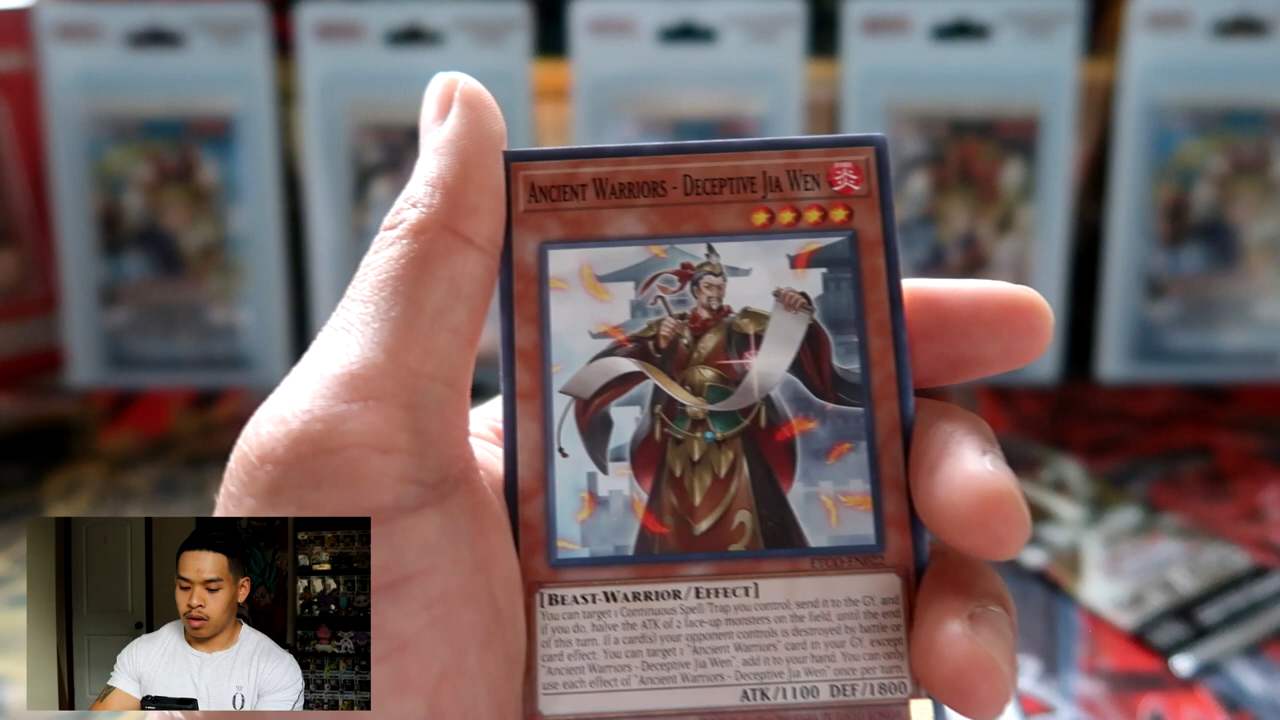 ANCIENT WARRIORS - DECEPTIVE JIA WEN 炎
ETCO-EN022
[BEAST-WARRIOR/EFFECT]
You can target 1 Continuous Spell/Trap you control; send it to the GY, and
if you do, halve the ATK of 2 face-up monsters on the field, until the end
of this turn. If a card(s) your opponent controls is destroyed by battle or
card effect: You can target 1 "Ancient Warriors" card in your GY, except
"Ancient Warriors - Deceptive Jia Wen"; add it to your hand. You can only
use each effect of "Ancient Warriors - Deceptive Jia Wen" once per turn.
ATK/1100 DEF/1800